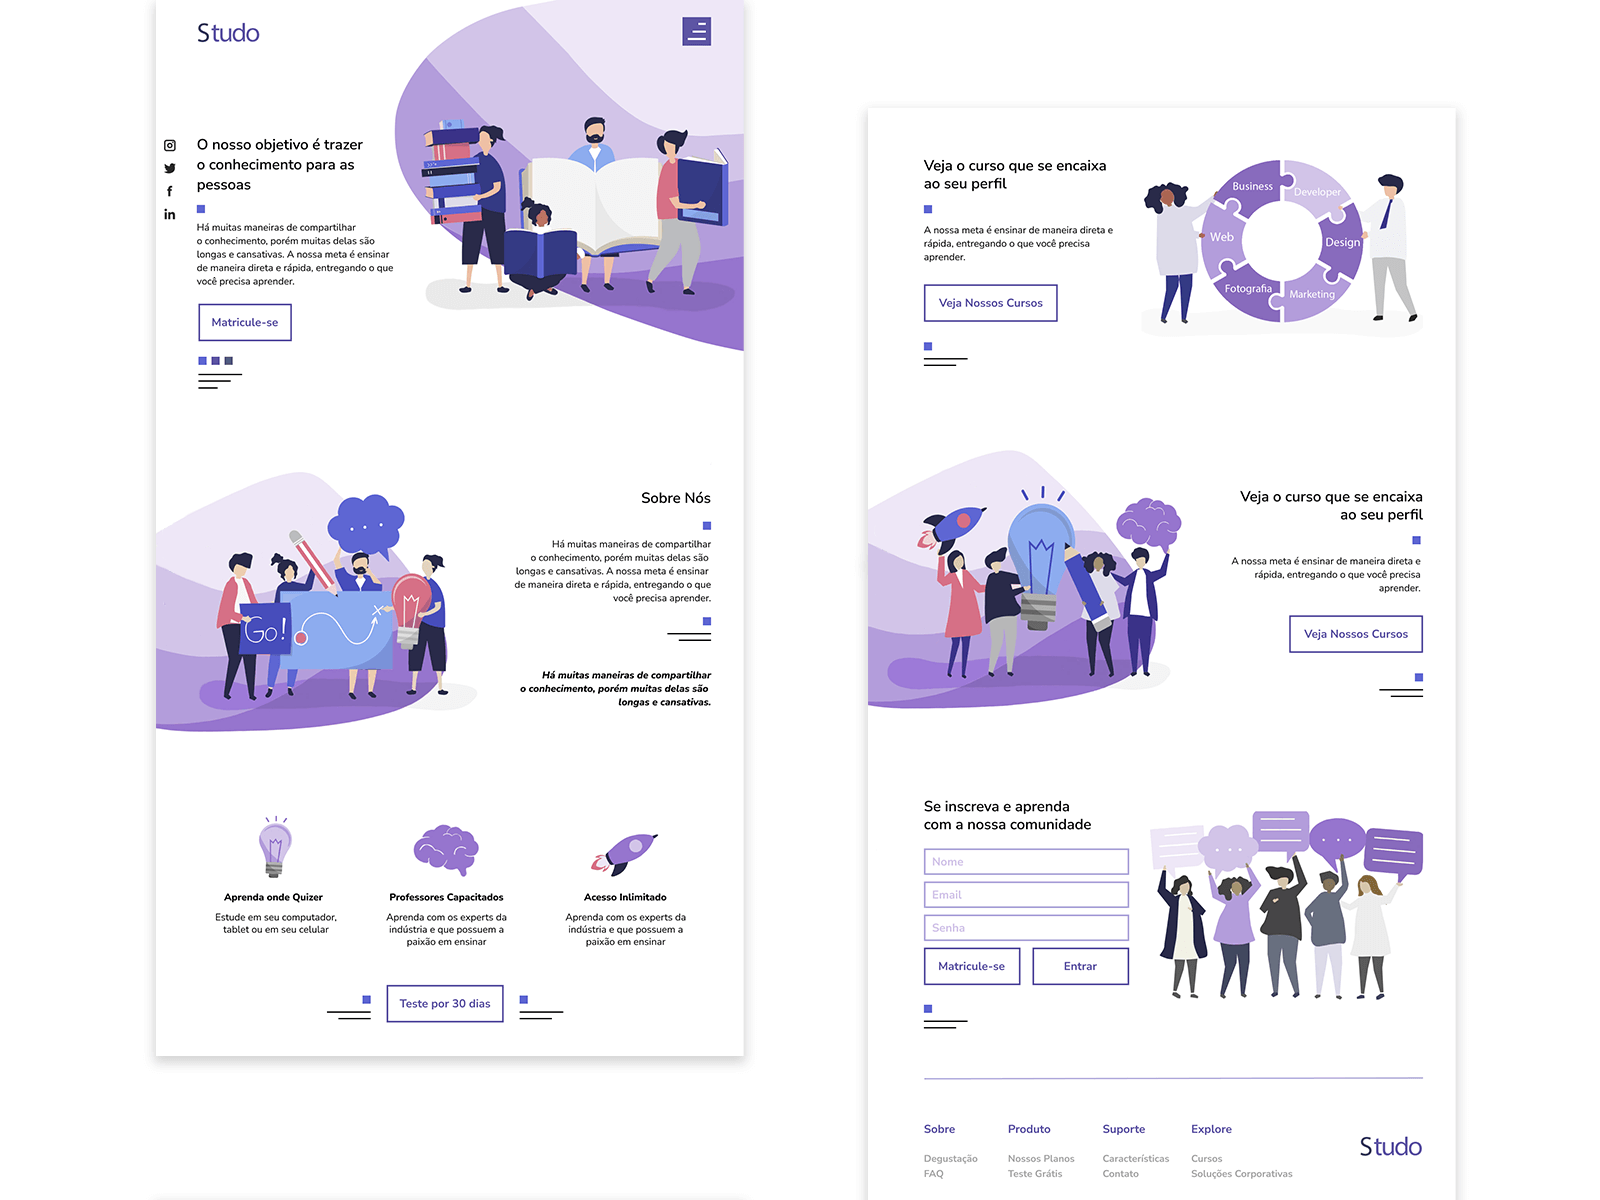 Studo
O nosso objetivo é trazer
o conhecimento para as
pessoas
Há muitas maneiras de compartilhar
o conhecimento, porém muitas delas são
longas e cansativas. A nossa meta é ensinar
de maneira direta e rápida, entregando o que
você precisa aprender.
Matricule-se
Sobre Nós
Há muitas maneiras de compartilhar
o conhecimento, porém muitas delas são
longas e cansativas. A nossa meta é ensinar
de maneira direta e rápida, entregando o que
você precisa aprender.
Há muitas maneiras de compartilhar
o conhecimento, porém muitas delas são
longas e cansativas.
Go!
x
Aprenda onde Quizer
Estude em seu computador,
tablet ou em seu celular
Professores Capacitados
Aprenda com os experts da
indústria e que possuem a
paixão em ensinar
Acesso Inlimitado
Aprenda com os experts da
indústria e que possuem a
paixão em ensinar
Teste por 30 dias
Veja o curso que se encaixa
ao seu perfil
A nossa meta é ensinar de maneira direta e
rápida, entregando o que você precisa
aprender.
Veja Nossos Cursos
Business
Developer
Web
Design
Fotografia
Marketing
Veja o curso que se encaixa
ao seu perfil
A nossa meta é ensinar de maneira direta e
rápida, entregando o que você precisa
aprender.
Veja Nossos Cursos
Se inscreva e aprenda
com a nossa comunidade
Nome
Email
Senha
Matricule-se
Entrar
Sobre
Degustação
FAQ
Produto
Nossos Planos
Teste Grátis
Suporte
Características
Contato
Explore
Cursos
Soluções Corporativas
Studo